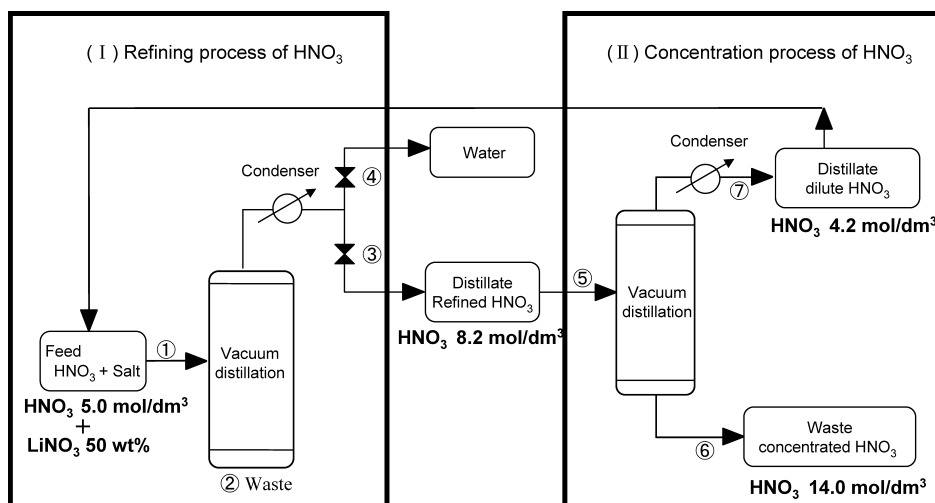 (Ⅰ) Refining process of HNO₃
(Ⅱ) Concentration process of HNO₃
Condenser
④
Water
③
Distillate
Refined HNO₃
HNO₃ 8.2 mol/dm³
Feed
HNO₃ + Salt
①
HNO₃ 5.0 mol/dm³
+
LiNO₃ 50 wt%
Vacuum
distillation
② Waste
Condenser
⑦
Distillate
dilute HNO₃
HNO₃ 4.2 mol/dm³
⑤
Vacuum
distillation
⑥
Waste
concentrated HNO₃
HNO₃ 14.0 mol/dm³